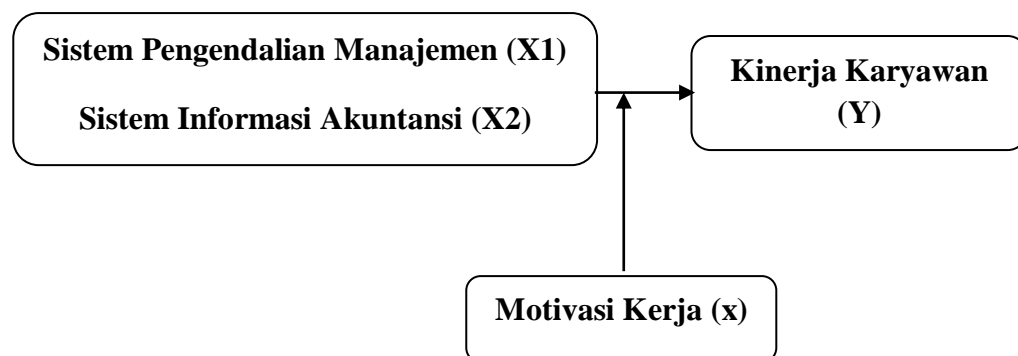 Sistem Pengendalian Manajemen (X1)
Sistem Informasi Akuntansi (X2)
Kinerja Karyawan
(Y)
Motivasi Kerja (x)